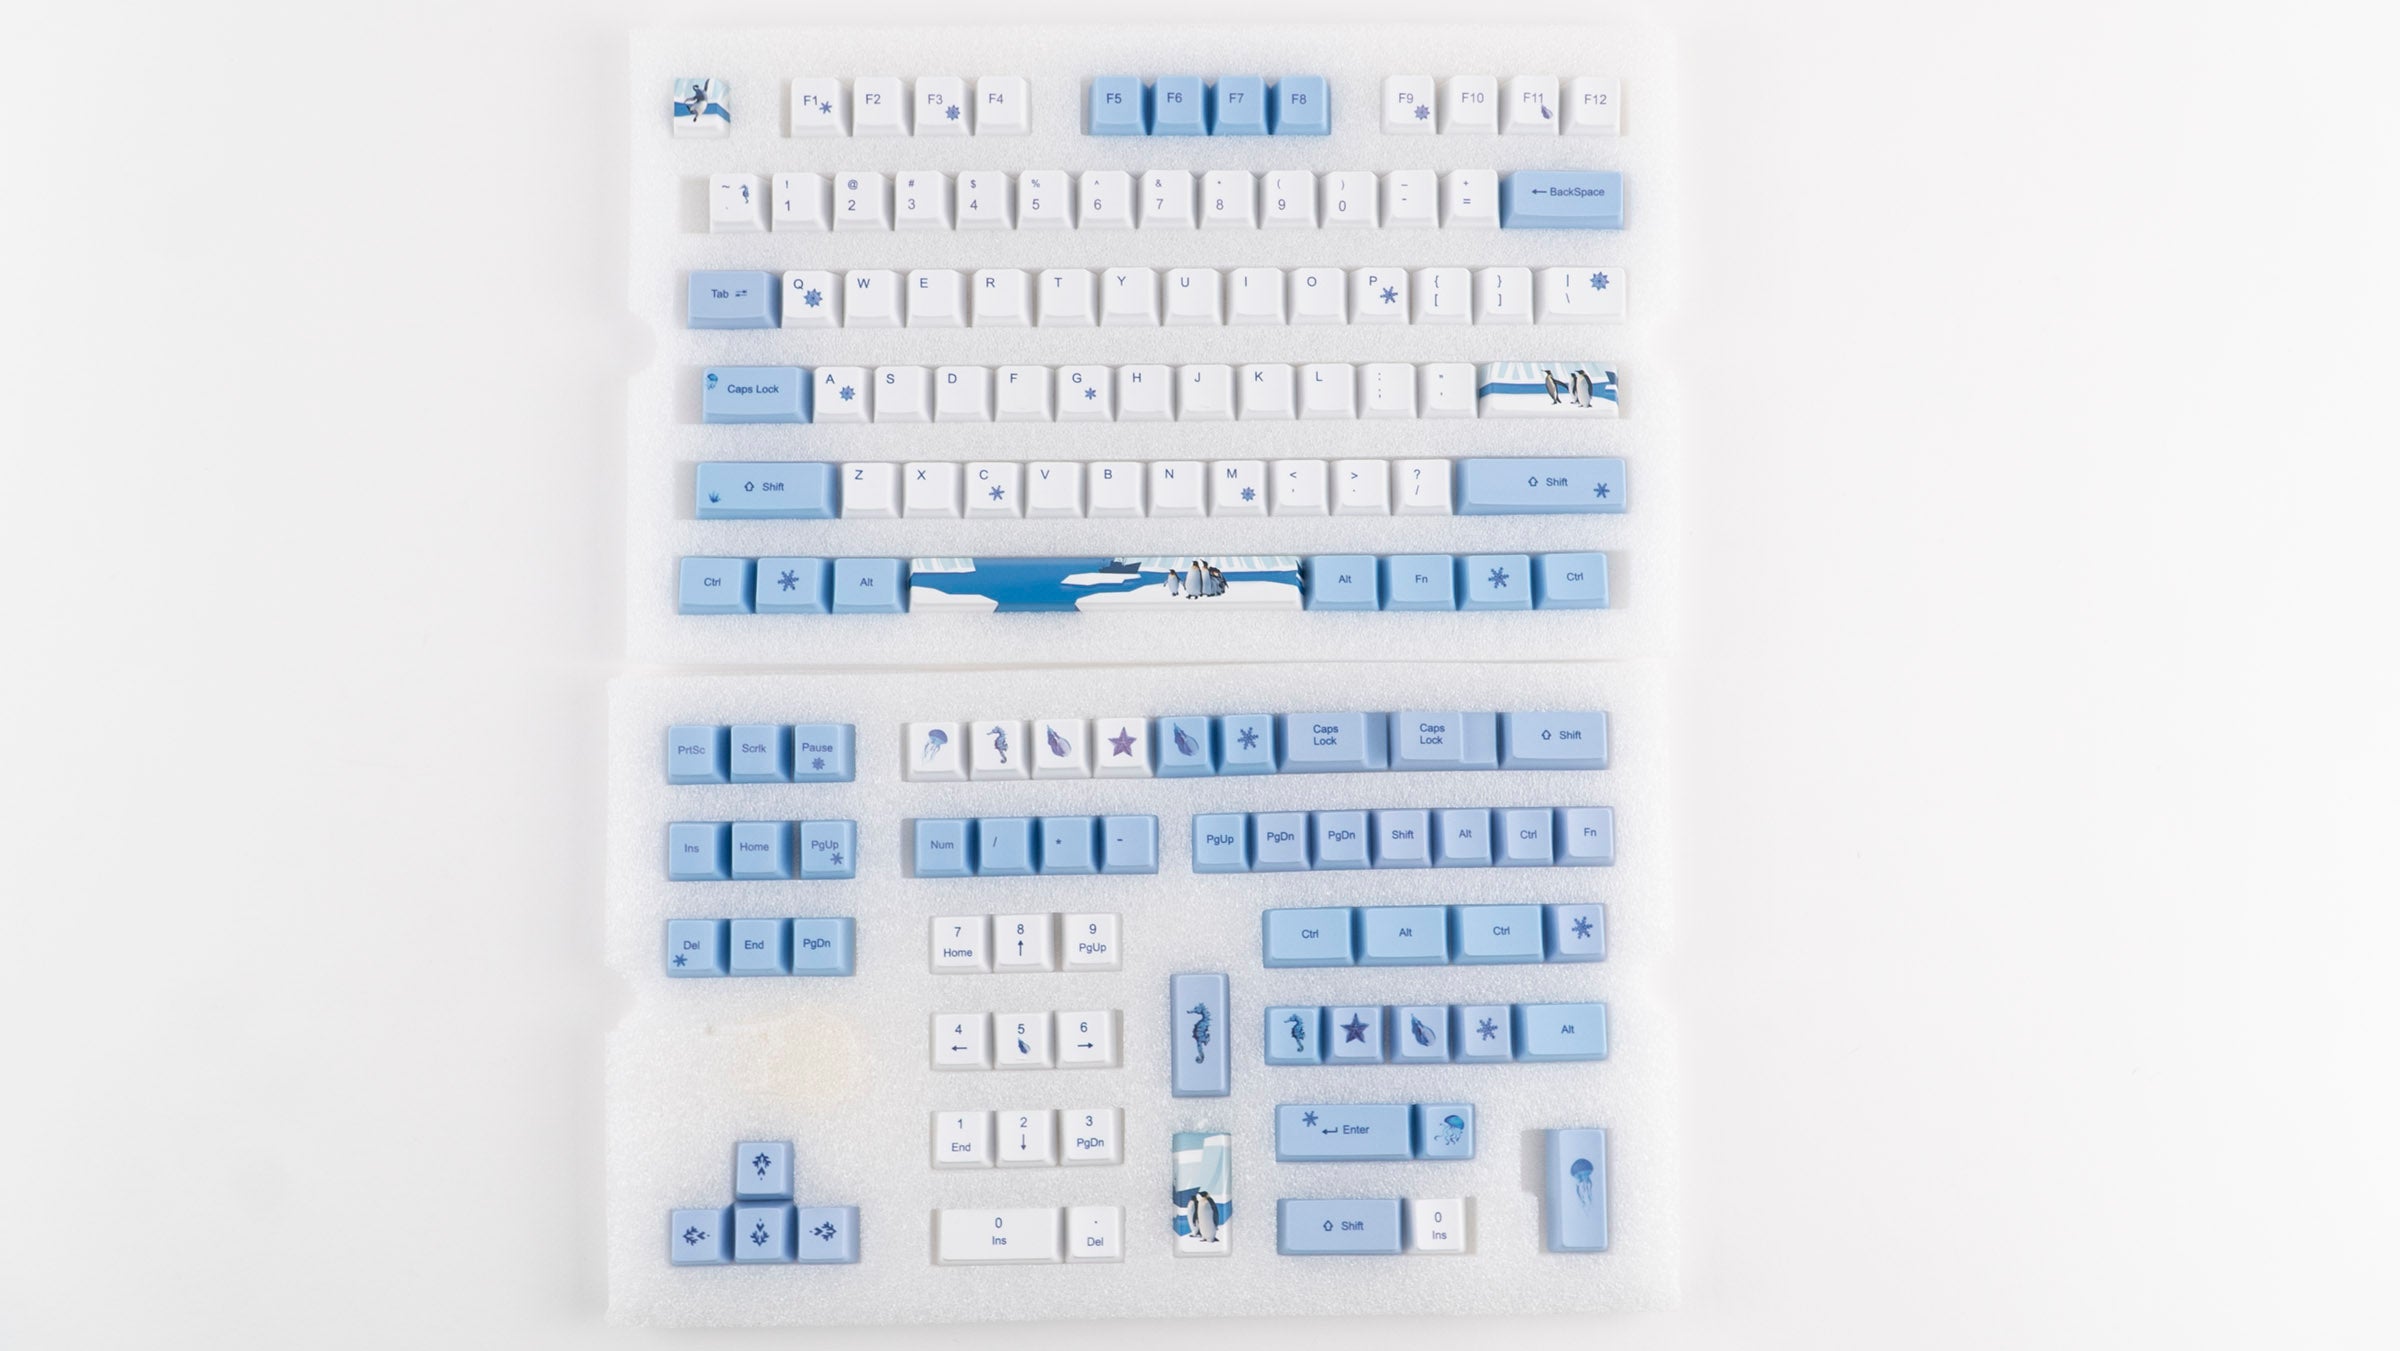 F1 F2 F3 F4 F5 F6 F7 F8 F9 F10 F11 F12
~ ! @ # $ % ^ & * ( ) _ +
` 1 2 3 4 5 6 7 8 9 0 - = ← BackSpace
Tab Q W E R T Y U I O P { } |
[ ] \
Caps Lock A S D F G H J K L : "
; '
⇧ Shift Z X C V B N M < > ? ⇧ Shift
, . /
Ctrl Alt Alt Fn Ctrl
PrtSc Scrlk Pause
Caps Lock
Caps Lock
⇧ Shift
Ins Home PgUp
Num / * -
PgUp PgDn PgDn Shift Alt Ctrl Fn
Del End PgDn
7 8 9
Home ↑ PgUp
Ctrl Alt Ctrl
4 5 6
← →
Alt
1 2 3
End ↓ PgDn
↵ Enter
0 .
Ins Del
⇧ Shift
0
Ins